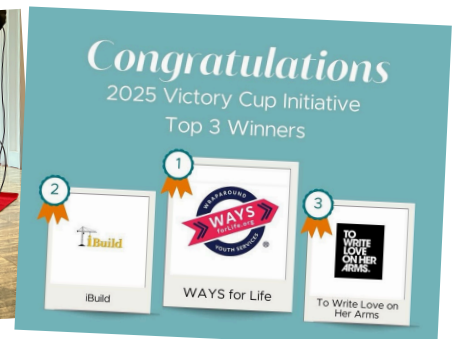 Congratulations
2025 Victory Cup Initiative
Top 3 Winners
2
iBuild
iBuild
1
WRAPAROUND
WAYS
forLife.org
YOUTH SERVICES
®
WAYS for Life
3
TO
WRITE
LOVE
ON HER
ARMS.
To Write Love on
Her Arms